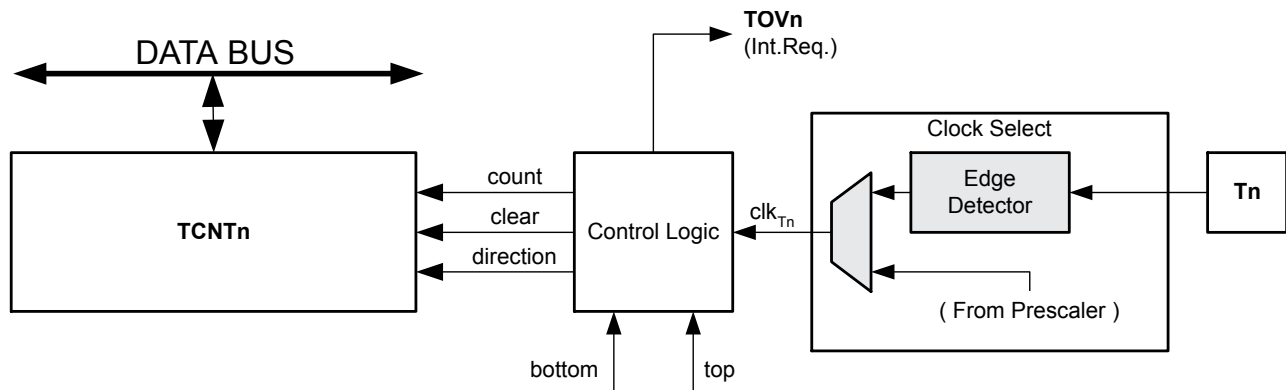 TOVn
(Int.Req.)
DATA BUS
Clock Select
count
clear
direction
TCNTn
Control Logic
clkTn
Edge
Detector
Tn
( From Prescaler )
bottom
top